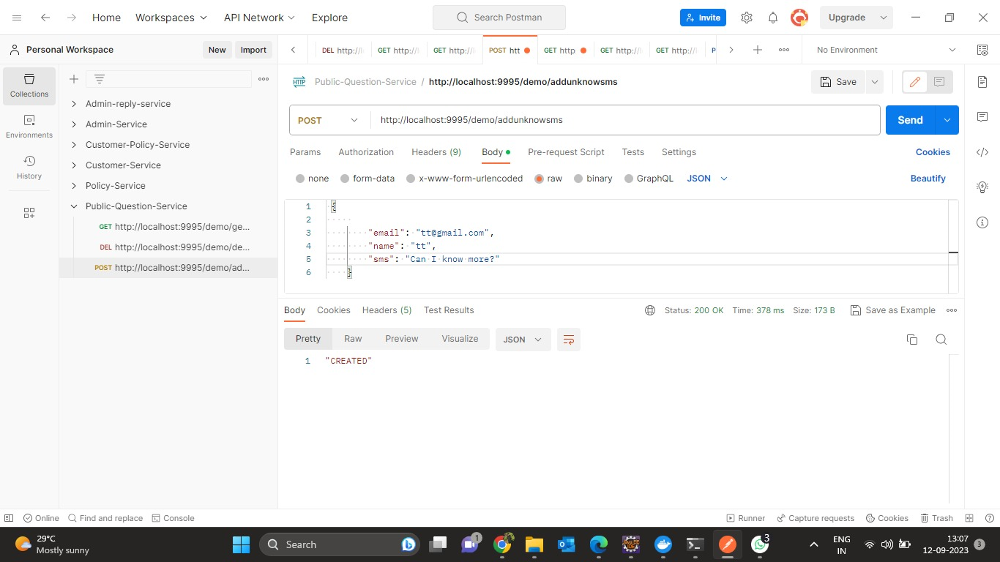 Home Workspaces API Network Explore Search Postman Invite Upgrade
Personal Workspace New Import DEL http://l GET http://l GET http://l POST htt GET http GET http://l GET http://l P No Environment
Collections
Environments
History
Admin-reply-service
Admin-Service
Customer-Policy-Service
Customer-Service
Policy-Service
Public-Question-Service
GET http://localhost:9995/demo/ge...
DEL http://localhost:9995/demo/de...
POST http://localhost:9995/demo/ad...
HTTP Public-Question-Service / http://localhost:9995/demo/addunknowsms Save
POST http://localhost:9995/demo/addunknowsms Send
Params Authorization Headers (9) Body Pre-request Script Tests Settings Cookies
none form-data x-www-form-urlencoded raw binary GraphQL JSON Beautify
1 {
2
3 "email": "tt@gmail.com",
4 "name": "tt",
5 "sms": "Can I know more?"
6 }
Body Cookies Headers (5) Test Results Status: 200 OK Time: 378 ms Size: 173 B Save as Example
Pretty Raw Preview Visualize JSON
1 "CREATED"
Online Find and replace Console Runner Capture requests Cookies Trash
29°C
Mostly sunny
Search
1
Java EE
IDE
3
ENG
IN
13:07
12-09-2023
3